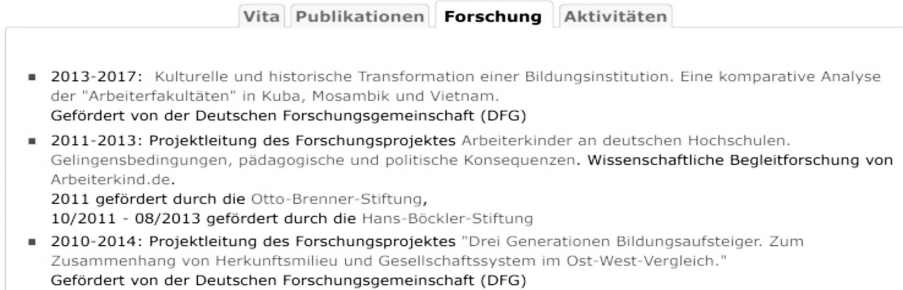 Vita Publikationen Forschung Aktivitäten
2013-2017: Kulturelle und historische Transformation einer Bildungsinstitution. Eine komparative Analyse
der "Arbeiterfakultäten" in Kuba, Mosambik und Vietnam.
Gefördert von der Deutschen Forschungsgemeinschaft (DFG)
2011-2013: Projektleitung des Forschungsprojektes Arbeiterkinder an deutschen Hochschulen.
Gelingensbedingungen, pädagogische und politische Konsequenzen. Wissenschaftliche Begleitforschung von
Arbeiterkind.de.
2011 gefördert durch die Otto-Brenner-Stiftung,
10/2011 - 08/2013 gefördert durch die Hans-Böckler-Stiftung
2010-2014: Projektleitung des Forschungsprojektes "Drei Generationen Bildungsaufsteiger. Zum
Zusammenhang von Herkunftsmilieu und Gesellschaftssystem im Ost-West-Vergleich."
Gefördert von der Deutschen Forschungsgemeinschaft (DFG)